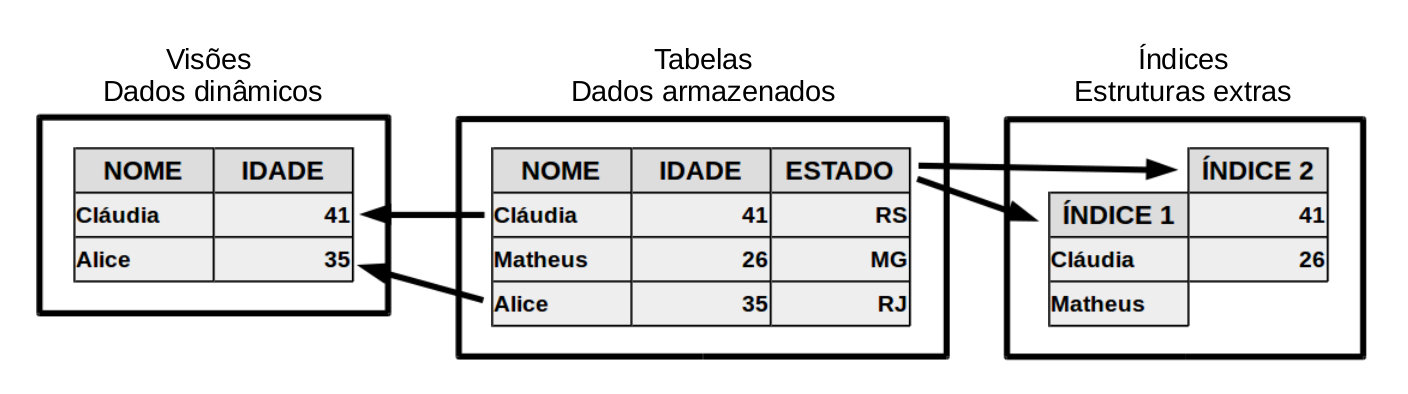 Visões
Dados dinâmicos
NOME IDADE
Cláudia 41
Alice 35
Tabelas
Dados armazenados
NOME IDADE ESTADO
Cláudia 41 RS
Matheus 26 MG
Alice 35 RJ
Índices
Estruturas extras
ÍNDICE 2
ÍNDICE 1 41
Cláudia 26
Matheus